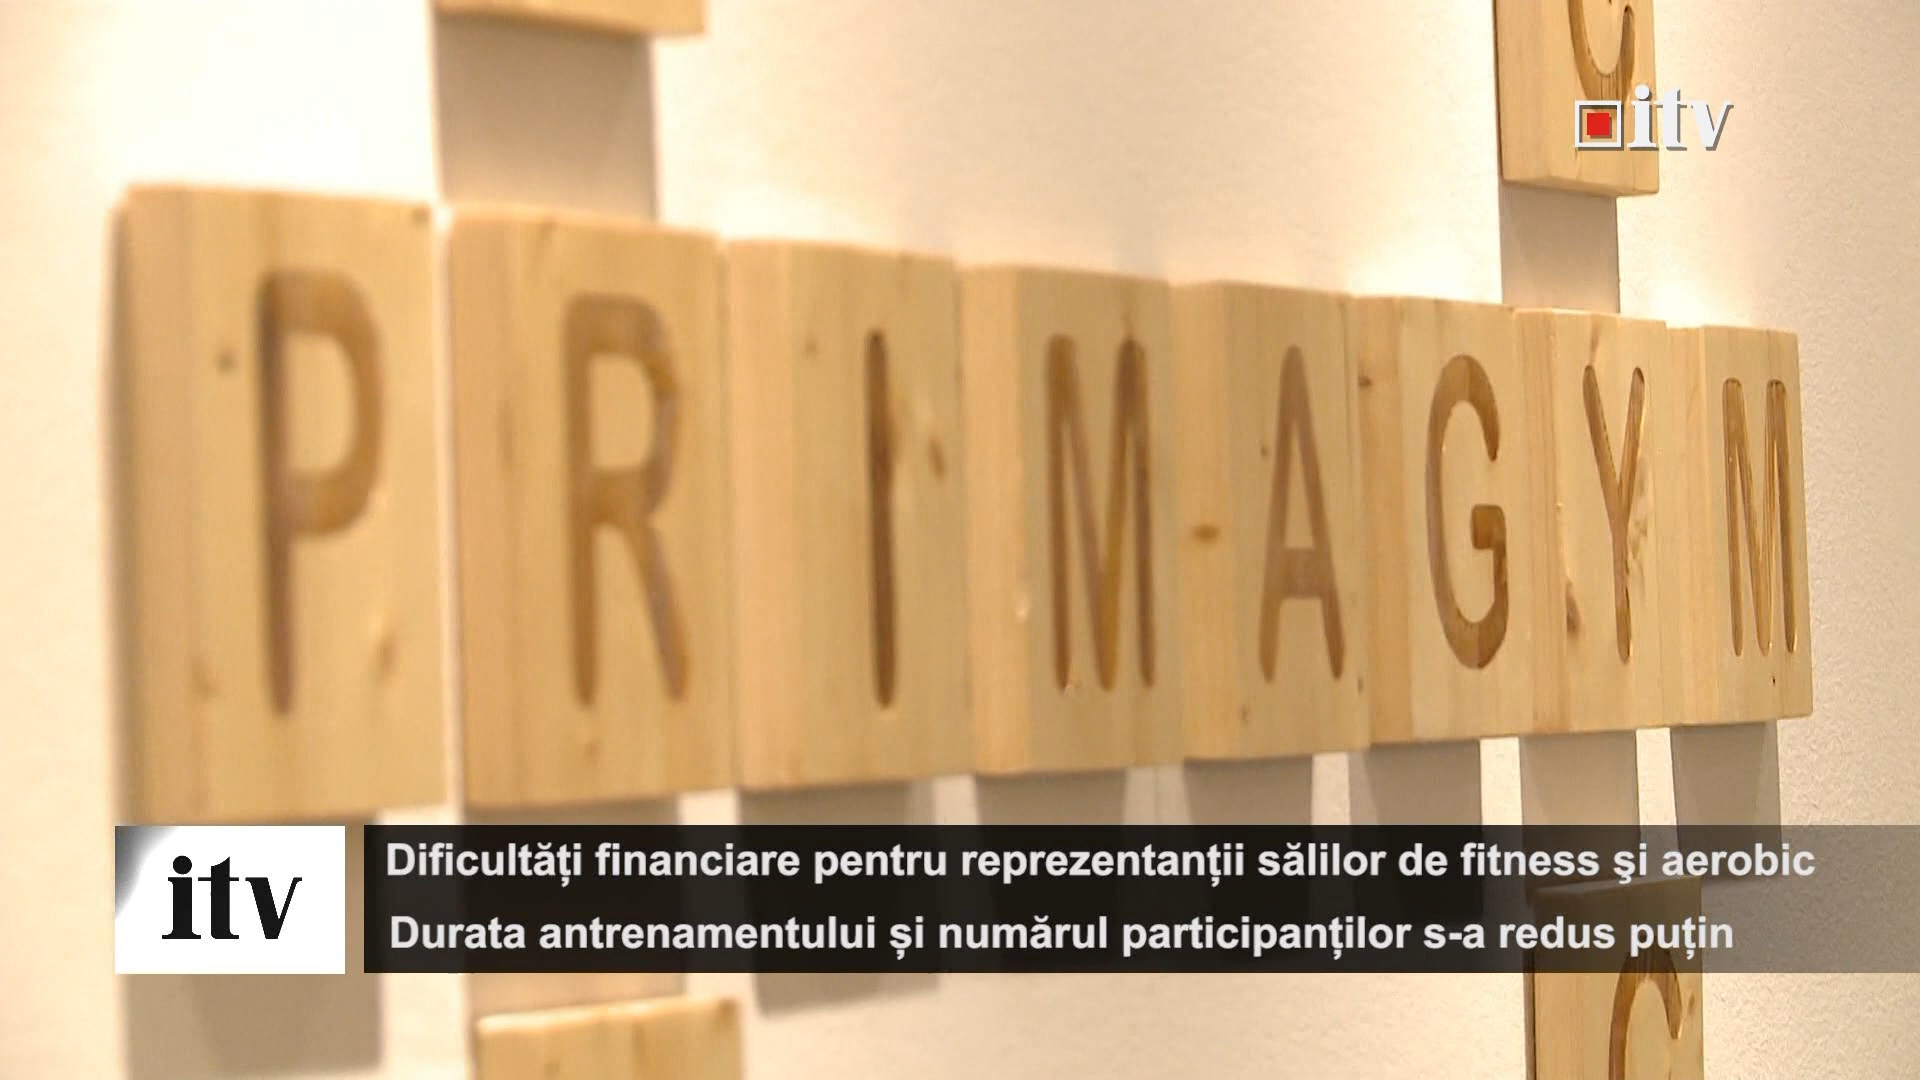 C
itv
PRIMAGYM
itv
Dificultăți financiare pentru reprezentanții sălilor de fitness şi aerobic
Durata antrenamentului și numărul participanților s-a redus puțin
C